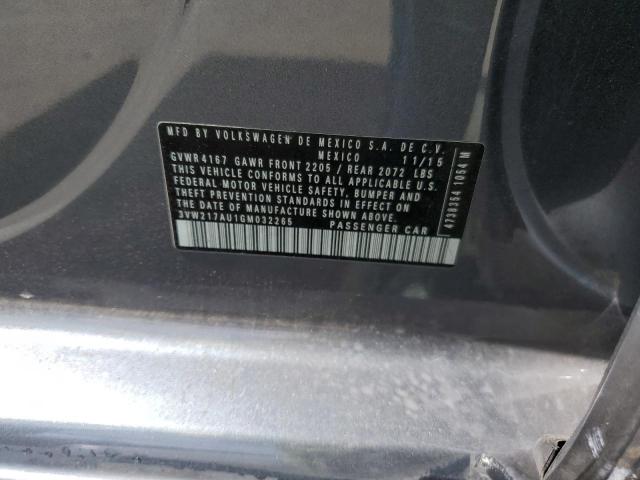 MFD BY VOLKSWAGEN DE MEXICO S.A. DE C.V.
MEXICO 11/15
GVWR 4167 GAWR FRONT 2205 / REAR 2072 LBS
THIS VEHICLE CONFORMS TO ALL APPLICABLE U.S.
FEDERAL MOTOR VEHICLE SAFETY, BUMPER AND
THEFT PREVENTION STANDARDS IN EFFECT ON
THE DATE OF MANUFACTURE SHOWN ABOVE.
3VW217AU1GM032265 PASSENGER CAR
4738354 1054 M